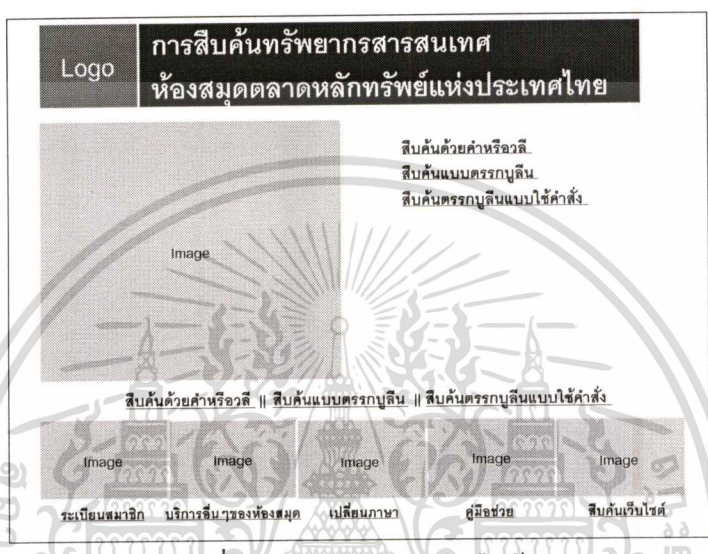 Logo
การสืบค้นทรัพยากรสารสนเทศ
ห้องสมุดตลาดหลักทรัพย์แห่งประเทศไทย
สืบค้นด้วยคำหรือวลี
สืบค้นแบบตรรกบูลีน
สืบค้นตรรกบูลีนแบบใช้คำสั่ง
Image
สืบค้นด้วยคำหรือวลี || สืบค้นแบบตรรกบูลีน || สืบค้นตรรกบูลีนแบบใช้คำสั่ง
Image Image Image Image Image
ระเบียนสมาชิก บริการอื่นๆของห้องสมุด เปลี่ยนภาษา คู่มือช่วย สืบค้นเว็บไซต์